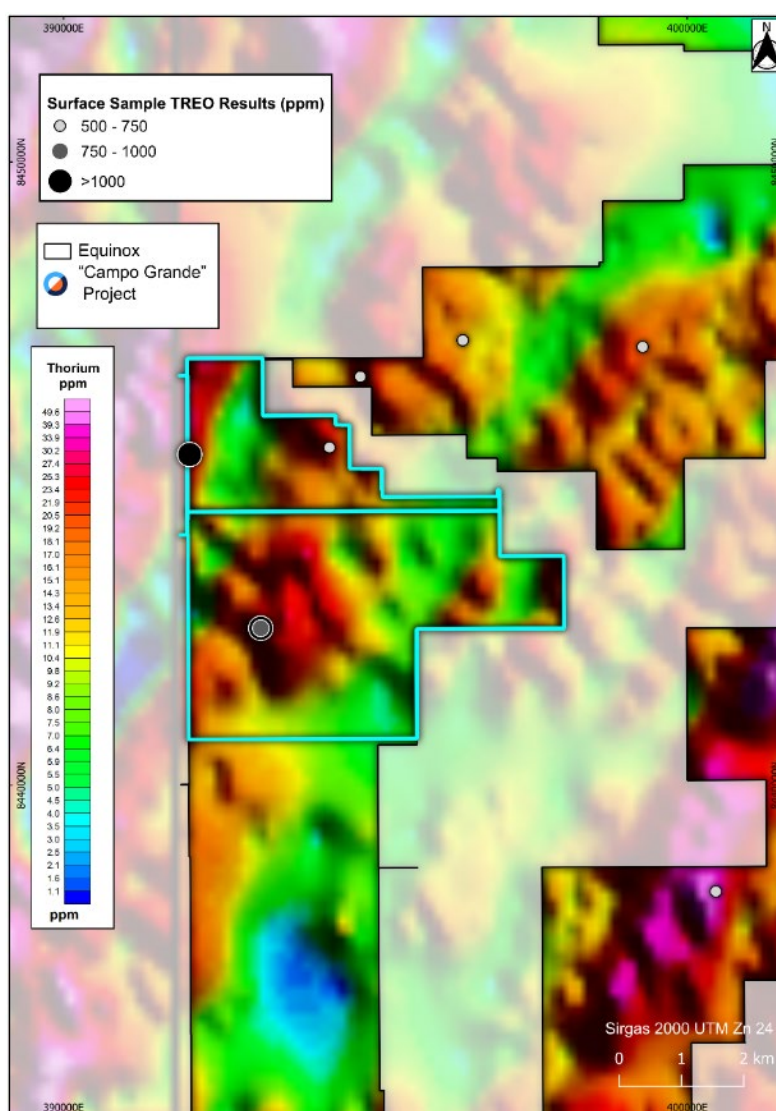 390000E
400000E
8450000N
8450000N
Surface Sample TREO Results (ppm)
500 - 750
750 - 1000
>1000
Equinox
"Campo Grande"
Project
Thorium
ppm
49.6
39.3
33.9
30.2
27.4
25.3
23.4
21.9
20.5
19.2
18.1
17.0
16.1
15.1
14.3
13.4
12.6
11.9
11.1
10.4
9.8
9.2
8.6
8.0
7.5
7.0
6.4
5.9
5.5
5.0
4.5
4.0
3.5
3.0
2.5
2.1
1.6
1.1
ppm
8440000N
Sirgas 2000 UTM Zn 24
0 1 2 km
390000E
400000E